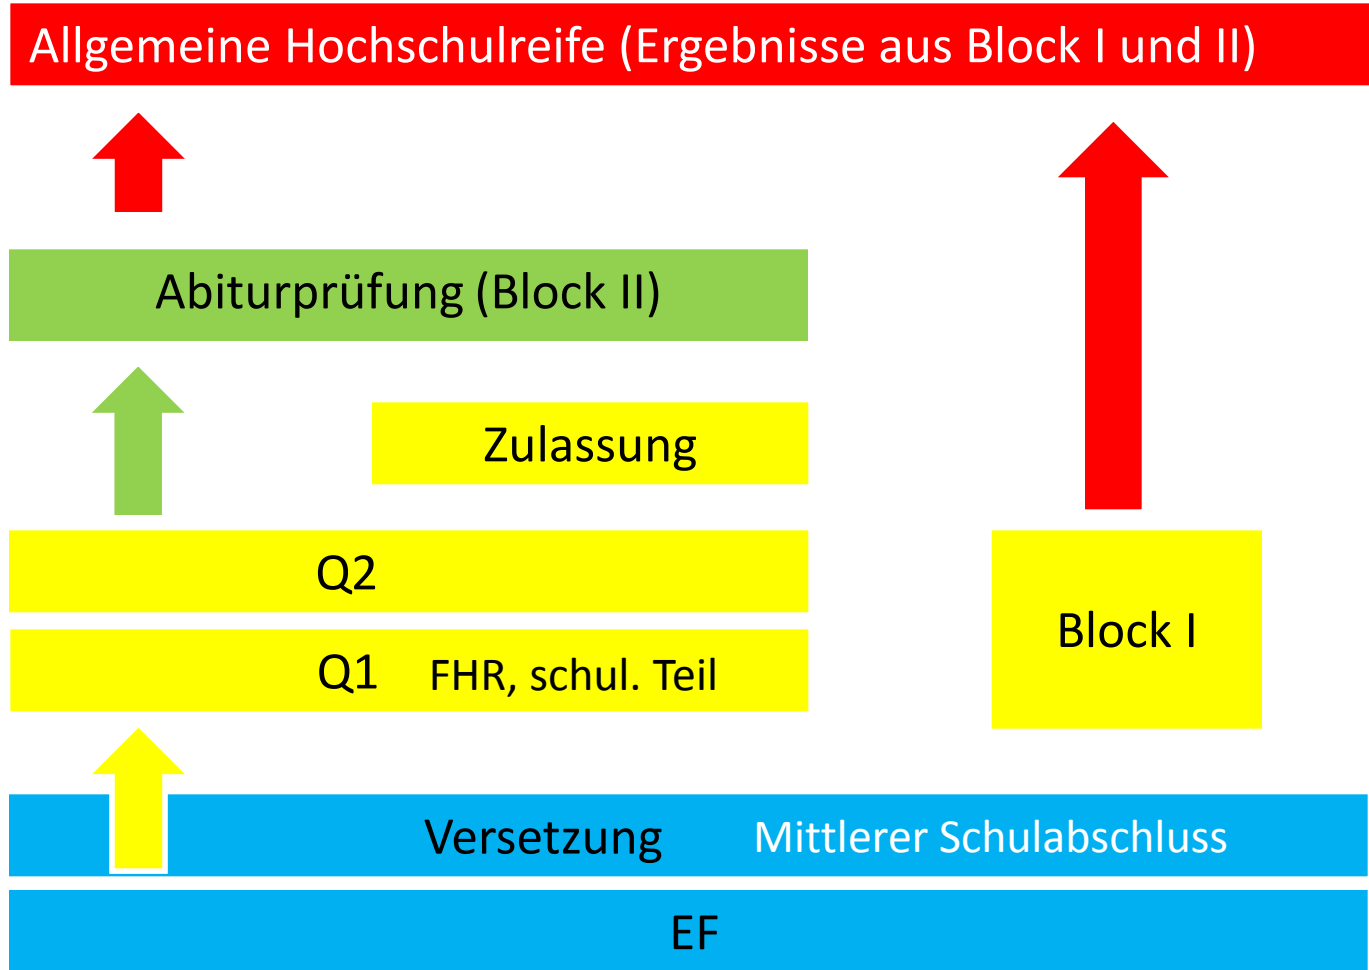 Allgemeine Hochschulreife (Ergebnisse aus Block I und II)
Abiturprüfung (Block II)
Zulassung
Q2
Block I
Q1 FHR, schul. Teil
Versetzung Mittlerer Schulabschluss
EF